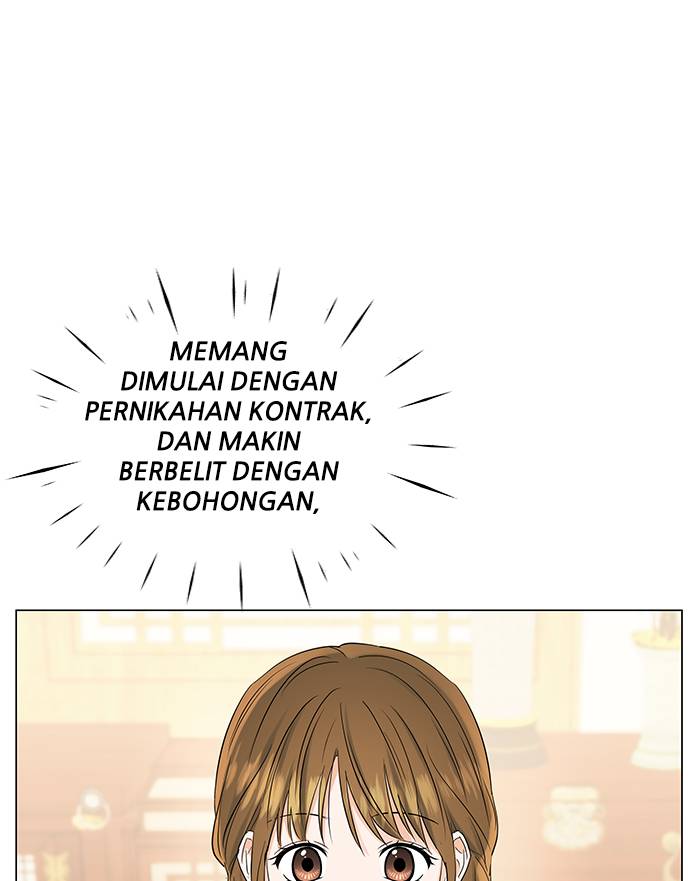 MEMANG
DIMULAI DENGAN
PERNIKAHAN KONTRAK,
DAN MAKIN
BERBELIT DENGAN
KEBOHONGAN,